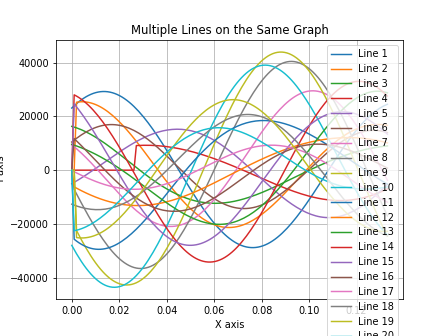 Multiple Lines on the Same Graph
40000
20000
0
−20000
−40000
0.00
0.02
0.04
0.06
0.08
0.10
X axis
Line 1
Line 2
Line 3
Line 4
Line 5
Line 6
Line 7
Line 8
Line 9
Line 10
Line 11
Line 12
Line 13
Line 14
Line 15
Line 16
Line 17
Line 18
Line 19
Line 20